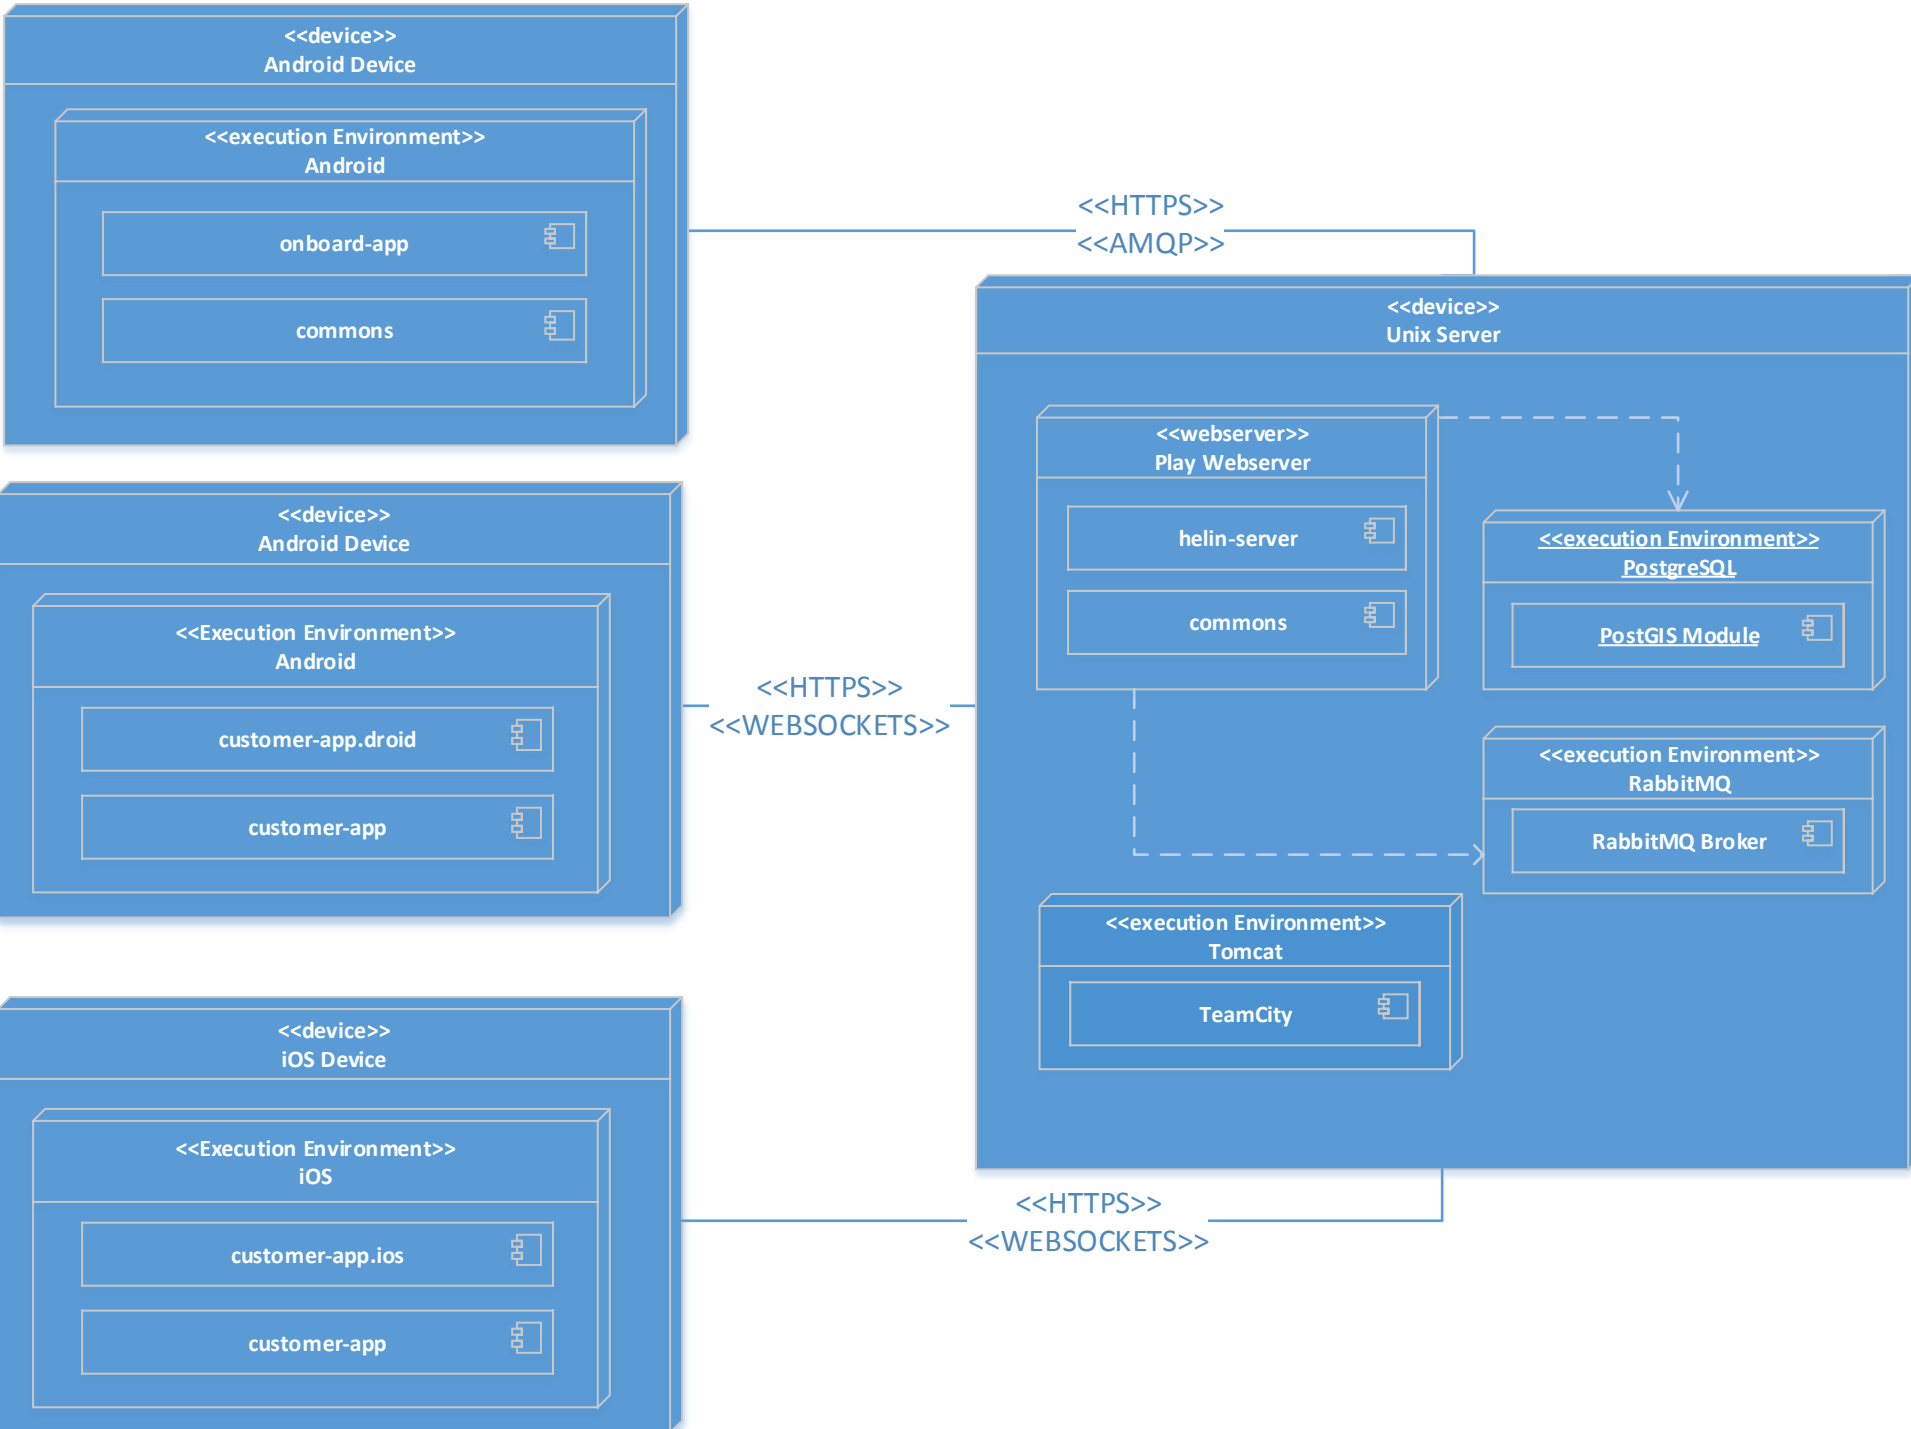 <<device>>
Android Device
<<execution Environment>>
Android
onboard-app
commons
<<HTTPS>>
<<AMQP>>
<<device>>
Android Device
<<Execution Environment>>
Android
customer-app.droid
customer-app
<<HTTPS>>
<<WEBSOCKETS>>
<<device>>
iOS Device
<<Execution Environment>>
iOS
customer-app.ios
customer-app
<<HTTPS>>
<<WEBSOCKETS>>
<<device>>
Unix Server
<<webserver>>
Play Webserver
helin-server
commons
<<execution Environment>>
PostgreSQL
PostGIS Module
<<execution Environment>>
RabbitMQ
RabbitMQ Broker
<<execution Environment>>
Tomcat
TeamCity